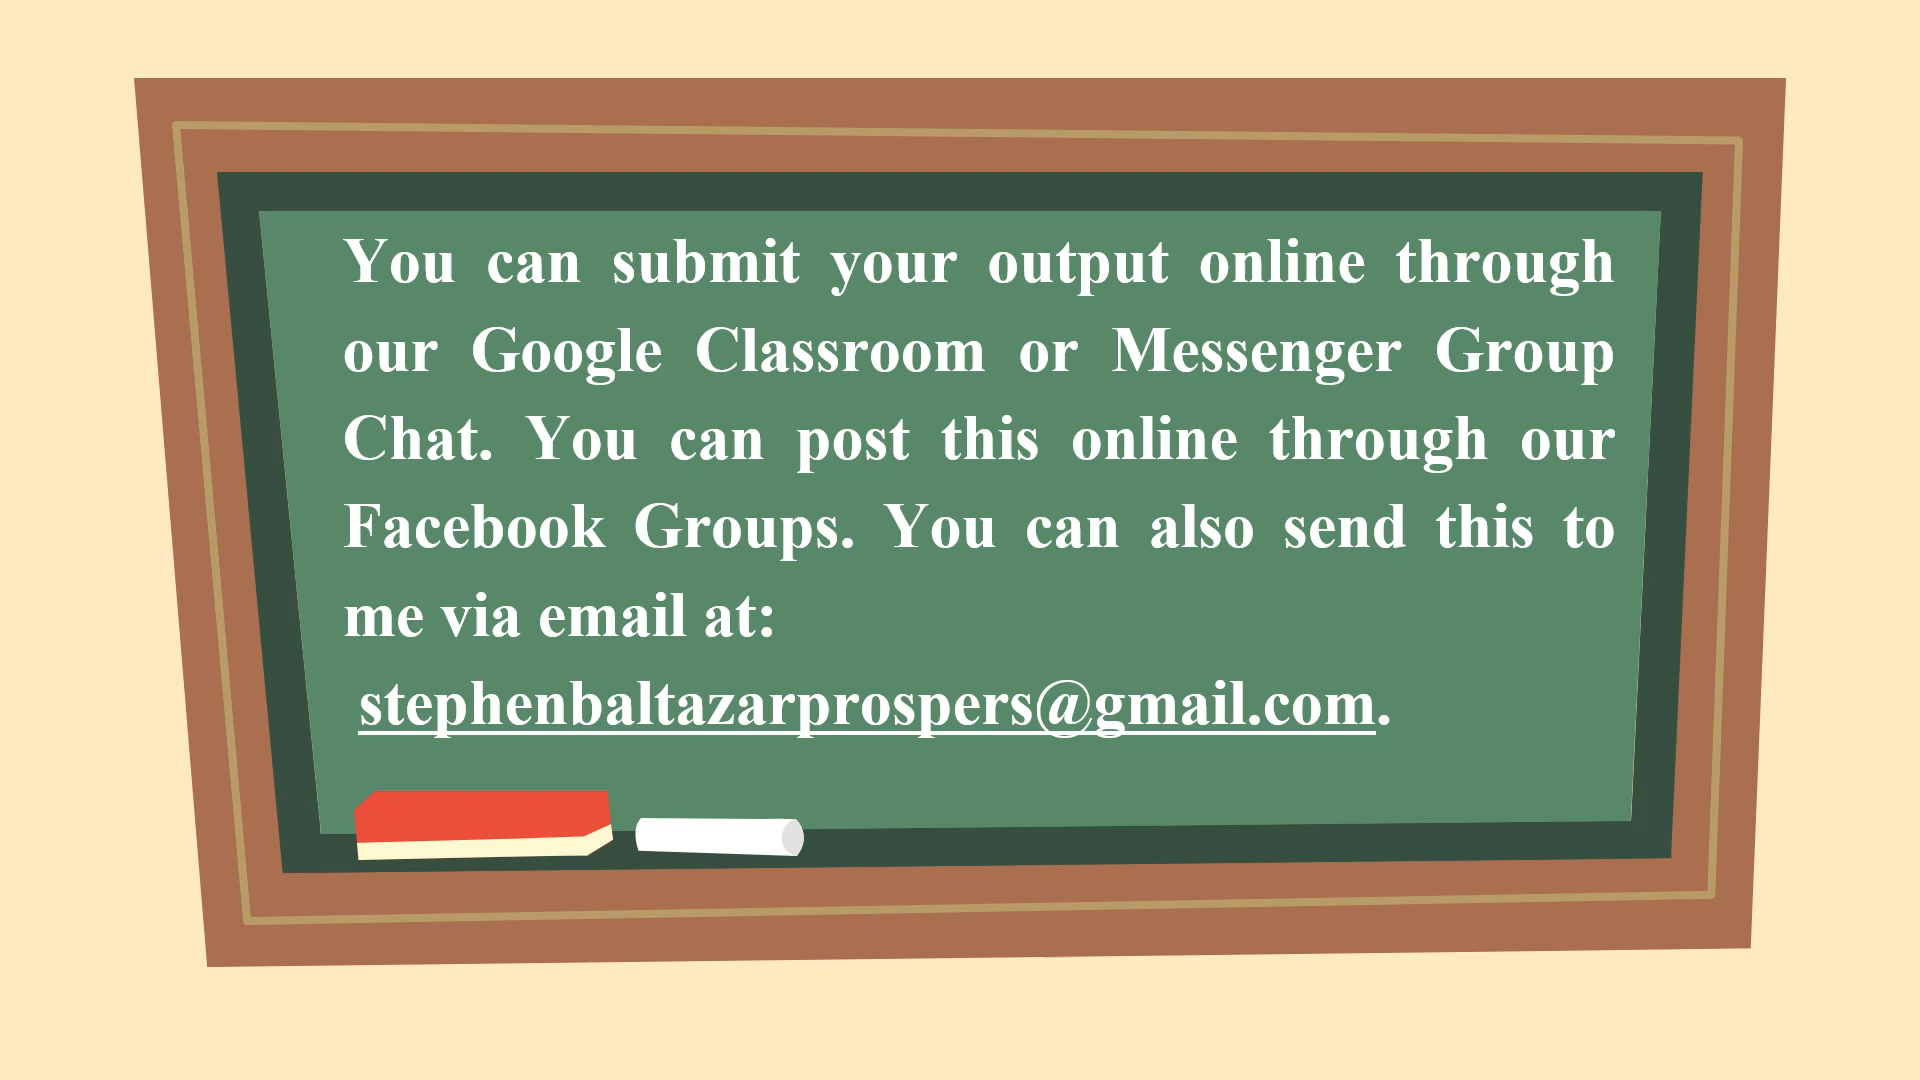 You can submit your output online through
our Google Classroom or Messenger Group
Chat. You can post this online through our
Facebook Groups. You can also send this to
me via email at:
stephenbaltazarprospers@gmail.com.